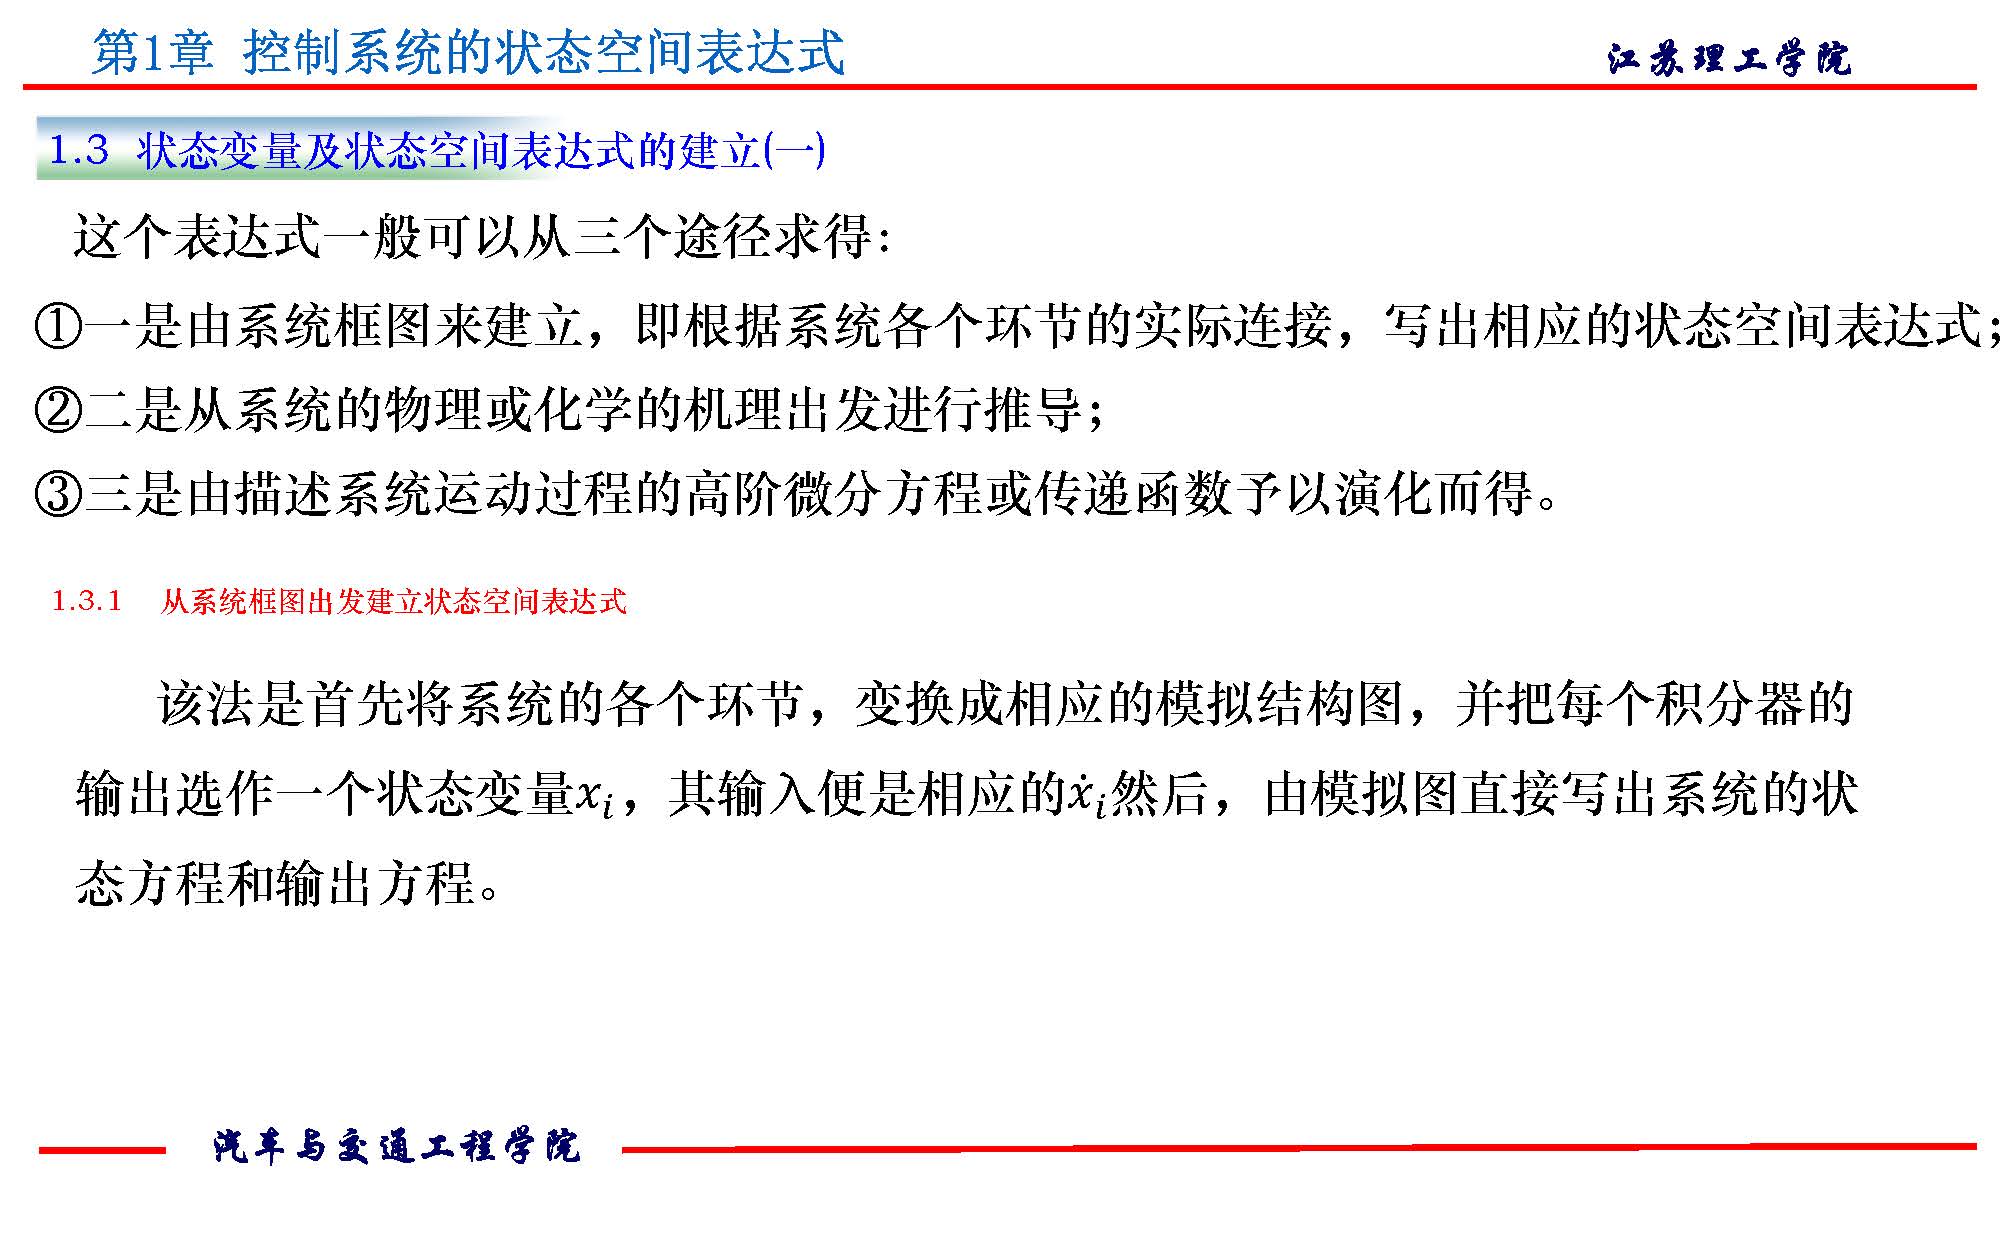 第1章 控制系统的状态空间表达式
江苏理工学院
1.3 状态变量及状态空间表达式的建立(一)
这个表达式一般可以从三个途径求得：
①一是由系统框图来建立，即根据系统各个环节的实际连接，写出相应的状态空间表达式；
②二是从系统的物理或化学的机理出发进行推导；
③三是由描述系统运动过程的高阶微分方程或传递函数予以演化而得。
1.3.1 从系统框图出发建立状态空间表达式
该法是首先将系统的各个环节，变换成相应的模拟结构图，并把每个积分器的
输出选作一个状态变量xᵢ，其输入便是相应的ẋᵢ然后，由模拟图直接写出系统的状
态方程和输出方程。
汽车与交通工程学院